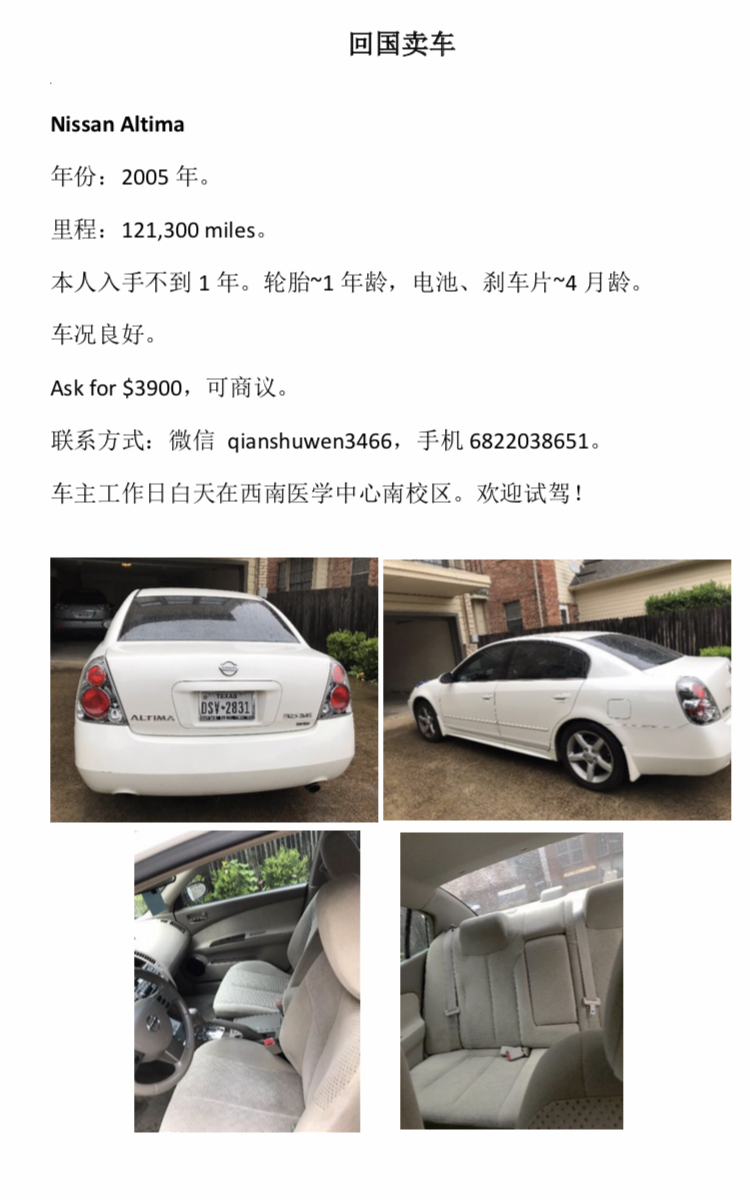 回国卖车
Nissan Altima
年份：2005 年。
里程：121,300 miles。
本人入手不到 1 年。轮胎~1 年龄，电池、刹车片~4 月龄。
车况良好。
Ask for $3900，可商议。
联系方式：微信 qianshuwen3466，手机 6822038651。
车主工作日白天在西南医学中心南校区。欢迎试驾！
TEXAS
DSV-2831
ALTIMA